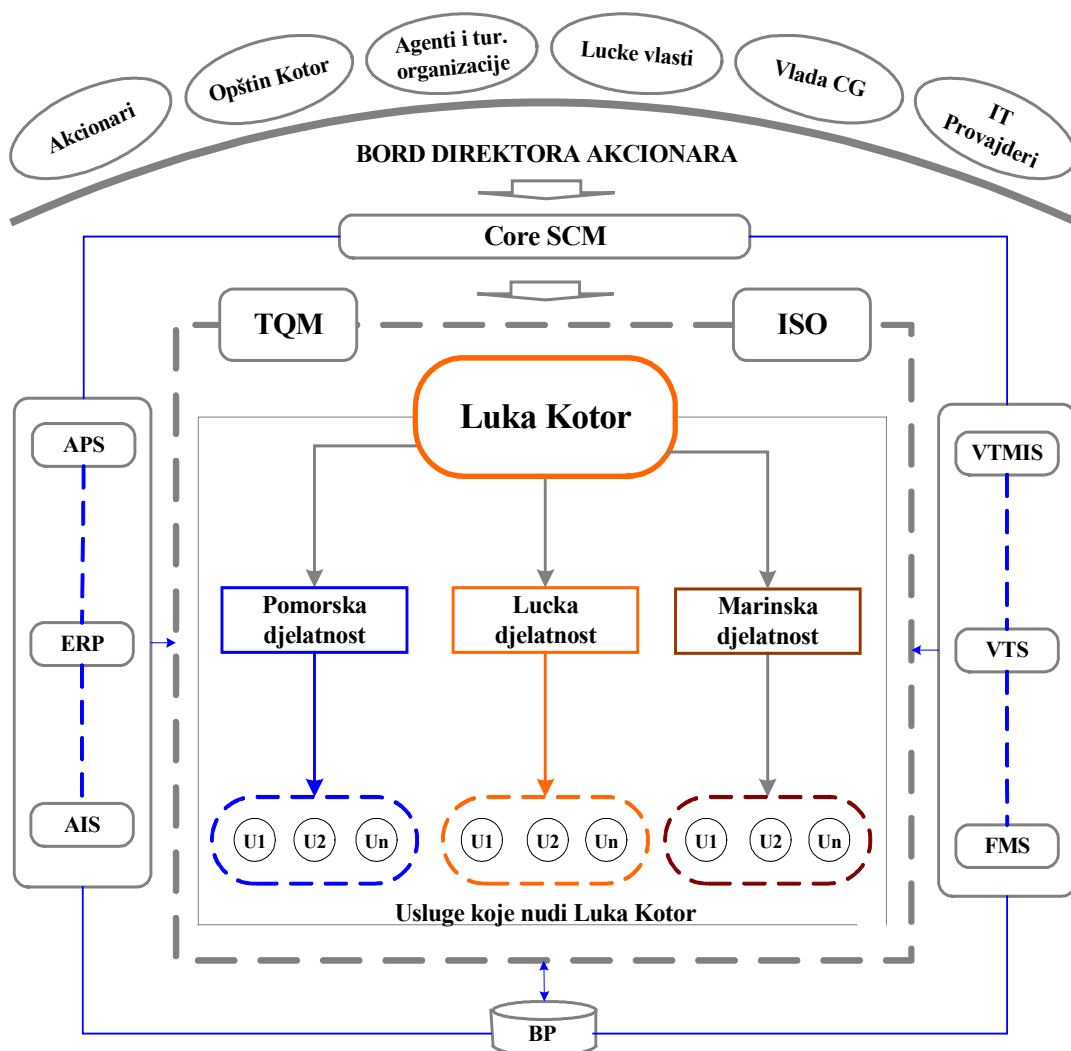 Akcionari
Opštin Kotor
Agenti i tur.
organizacije
Lucke vlasti
Vlada CG
IT
Provajderi
BORD DIREKTORA AKCIONARA
Core SCM
TQM
ISO
Luka Kotor
APS
ERP
AIS
VTMIS
VTS
FMS
Pomorska
djelatnost
Lucka
djelatnost
Marinska
djelatnost
U1 U2 Un
U1 U2 Un
U1 U2 Un
Usluge koje nudi Luka Kotor
BP